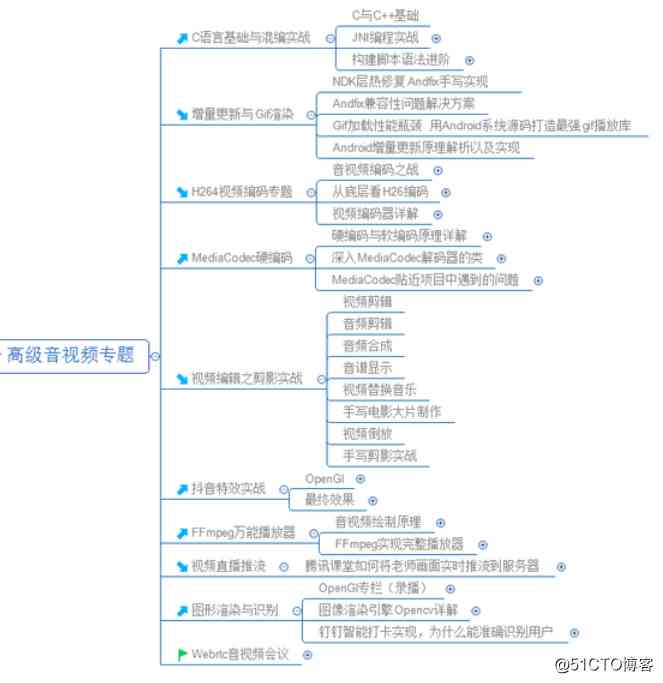 高级音视频专题
C语言基础与混编实战
C与C++基础
JNI编程实战
构建脚本语法进阶
增量更新与Gif渲染
NDK层热修复 Andfix手写实现
Andfix兼容性问题解决方案
Gif加载性能瓶颈 用Android系统源码打造最强gif播放库
Android增量更新原理解析以及实现
H264视频编码专题
音视频编码之战
从底层看H26编码
视频编码器详解
MediaCodec硬编码
硬编码与软编码原理详解
深入MediaCodec解码器的类
MediaCodec贴近项目中遇到的问题
视频编辑之剪影实战
视频剪辑
音频剪辑
音频合成
音谱显示
视频替换音乐
手写电影大片制作
视频倒放
手写剪影实战
抖音特效实战
OpenGl
最终效果
FFmpeg万能播放器
音视频绘制原理
FFmpeg实现完整播放器
视频直播推流
腾讯课堂如何将老师画面实时推流到服务器
图形渲染与识别
OpenGl专栏（录播）
图像渲染引擎Opencv详解
钉钉智能打卡实现，为什么能准确识别用户
Webrtc音视频会议
@51CTO博客